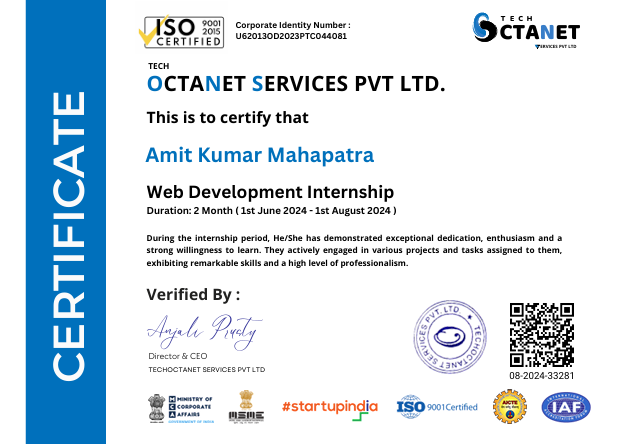 CERTIFICATE
ISO 9001 2015
CERTIFIED
Corporate Identity Number :
U62013OD2023PTC044081
TECH
OCTANET
SERVICES PVT LTD
TECH
OCTANET SERVICES PVT LTD.
This is to certify that
Amit Kumar Mahapatra
Web Development Internship
Duration: 2 Month ( 1st June 2024 - 1st August 2024 )
During the internship period, He/She has demonstrated exceptional dedication, enthusiasm and a
strong willingness to learn. They actively engaged in various projects and tasks assigned to them,
exhibiting remarkable skills and a high level of professionalism.
Verified By :
Anjali Rusty
Director & CEO
TECHOCTANET SERVICES PVT LTD
TECHOCTANET SERVICES PVT. LTD
08-2024-33281
MINISTRY OF
CORPORATE
AFFAIRS
GOVERNMENT OF INDIA
MSME
#startupindia
ISO 9001Certified
AICTE
INTERNATIONAL
IAF